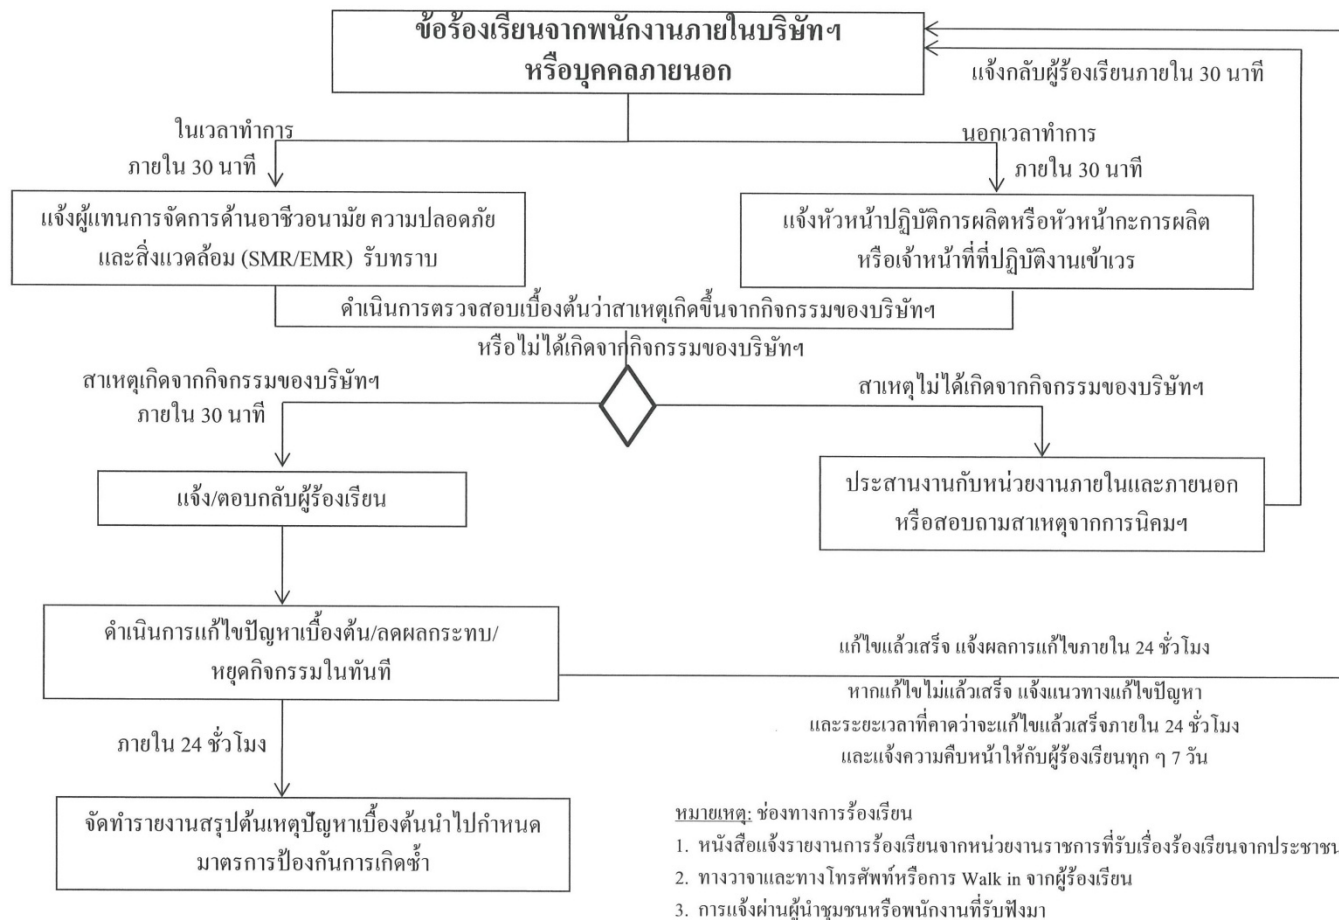 ข้อร้องเรียนจากพนักงานภายในบริษัทฯ
หรือบุคคลภายนอก
แจ้งกลับผู้ร้องเรียนภายใน 30 นาที
ในเวลาทำการ
ภายใน 30 นาที
นอกเวลาทำการ
ภายใน 30 นาที
แจ้งผู้แทนการจัดการด้านอาชีวอนามัย ความปลอดภัย
และสิ่งแวดล้อม (SMR/EMR) รับทราบ
แจ้งหัวหน้าปฏิบัติการผลิตหรือหัวหน้ากะการผลิต
หรือเจ้าหน้าที่ที่ปฏิบัติงานเข้าเวร
ดำเนินการตรวจสอบเบื้องต้นว่าสาเหตุเกิดขึ้นจากกิจกรรมของบริษัทฯ
หรือไม่ได้เกิดจากกิจกรรมของบริษัทฯ
สาเหตุเกิดจากกิจกรรมของบริษัทฯ
ภายใน 30 นาที
สาเหตุไม่ได้เกิดจากกิจกรรมของบริษัทฯ
แจ้ง/ตอบกลับผู้ร้องเรียน
ประสานงานกับหน่วยงานภายในและภายนอก
หรือสอบถามสาเหตุจากการนิคมฯ
ดำเนินการแก้ไขปัญหาเบื้องต้น/ลดผลกระทบ/
หยุดกิจกรรมในทันที
แก้ไขแล้วเสร็จ แจ้งผลการแก้ไขภายใน 24 ชั่วโมง
หากแก้ไขไม่แล้วเสร็จ แจ้งแนวทางแก้ไขปัญหา
และระยะเวลาที่คาดว่าจะแก้ไขแล้วเสร็จภายใน 24 ชั่วโมง
และแจ้งความคืบหน้าให้กับผู้ร้องเรียนทุก ๆ 7 วัน
ภายใน 24 ชั่วโมง
จัดทำรายงานสรุปต้นเหตุปัญหาเบื้องต้นนำไปกำหนด
มาตรการป้องกันการเกิดซ้ำ
หมายเหตุ: ช่องทางการร้องเรียน
1. หนังสือแจ้งรายงานการร้องเรียนจากหน่วยงานราชการที่รับเรื่องร้องเรียนจากประชาชน
2. ทางวาจาและทางโทรศัพท์หรือการ Walk in จากผู้ร้องเรียน
3. การแจ้งผ่านผู้นำชุมชนหรือพนักงานที่รับฟังมา